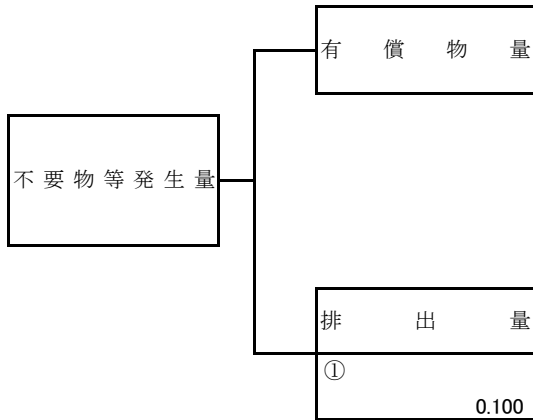 有償物量
不要物等発生量
排出量
①
0.100